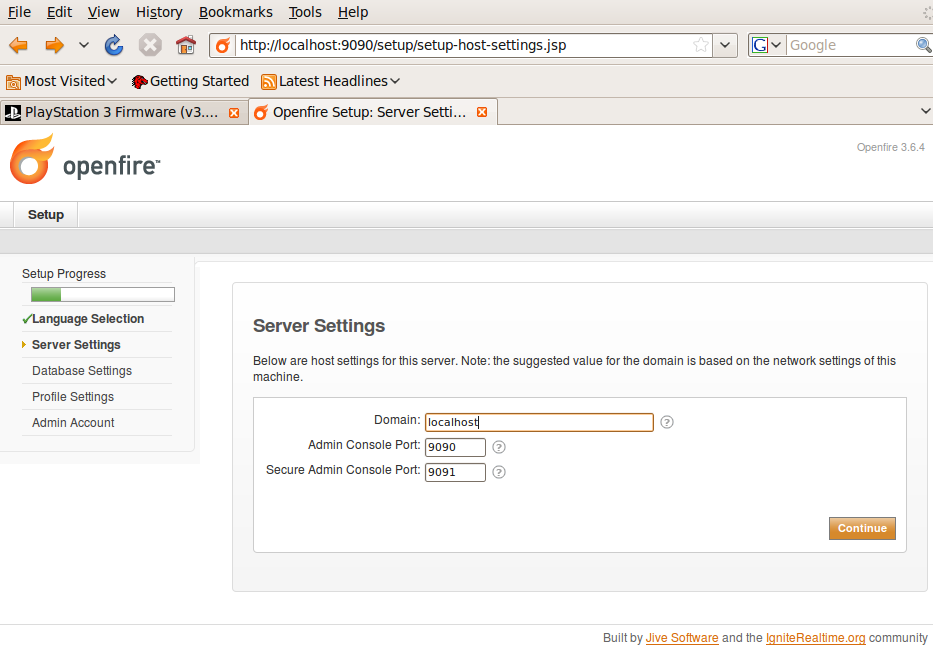 File Edit View History Bookmarks Tools Help
http://localhost:9090/setup/setup-host-settings.jsp
G Google
Most Visited Getting Started Latest Headlines
PlayStation 3 Firmware (v3.... Openfire Setup: Server Setti...
openfire™
Openfire 3.6.4
Setup
Setup Progress
Language Selection
Server Settings
Database Settings
Profile Settings
Admin Account
Server Settings
Below are host settings for this server. Note: the suggested value for the domain is based on the network settings of this
machine.
Domain: localhost ?
Admin Console Port: 9090 ?
Secure Admin Console Port: 9091 ?
Continue
Built by Jive Software and the IgniteRealtime.org community